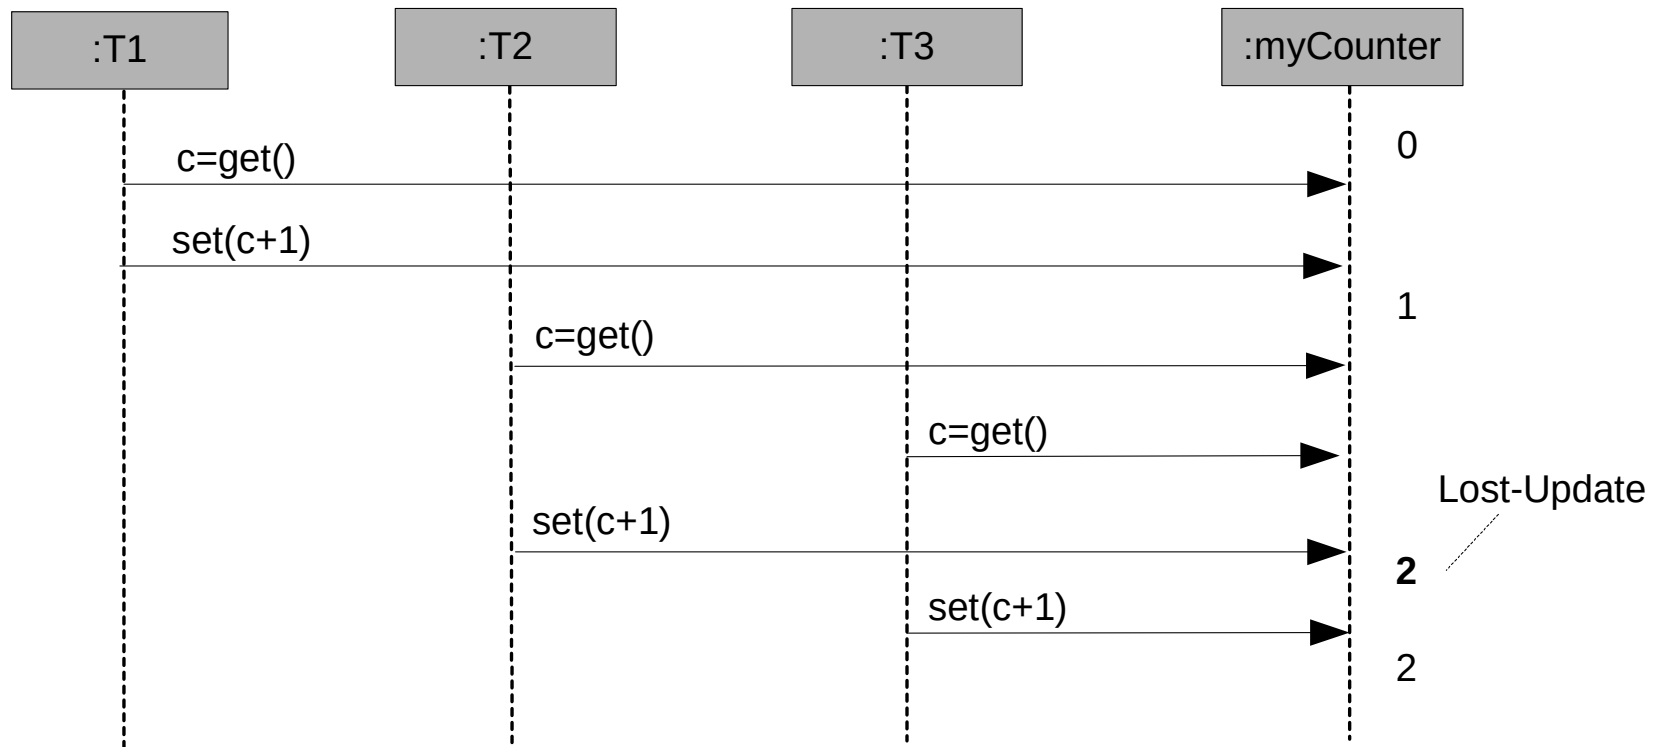 :T1
:T2
:T3
:myCounter
0
c=get()
set(c+1)
1
c=get()
c=get()
Lost-Update
set(c+1)
2
set(c+1)
2